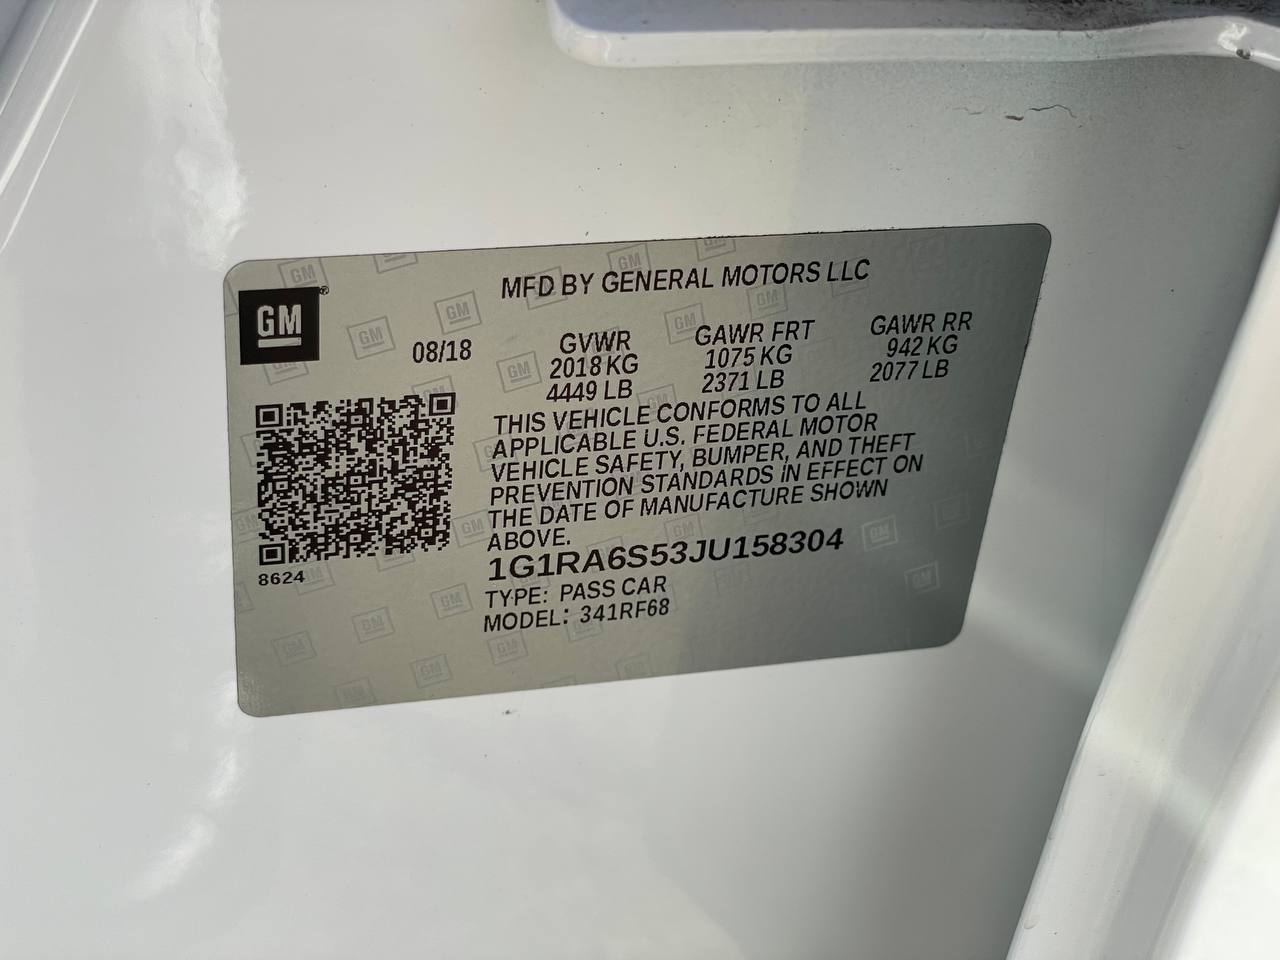 MFD BY GENERAL MOTORS LLC
GM®
08/18
GVWR GAWR FRT GAWR RR
2018 KG 1075 KG 942 KG
4449 LB 2371 LB 2077 LB
THIS VEHICLE CONFORMS TO ALL
APPLICABLE U.S. FEDERAL MOTOR
VEHICLE SAFETY, BUMPER, AND THEFT
PREVENTION STANDARDS IN EFFECT ON
THE DATE OF MANUFACTURE SHOWN
ABOVE.
8624
1G1RA6S53JU158304
TYPE: PASS CAR
MODEL: 341RF68